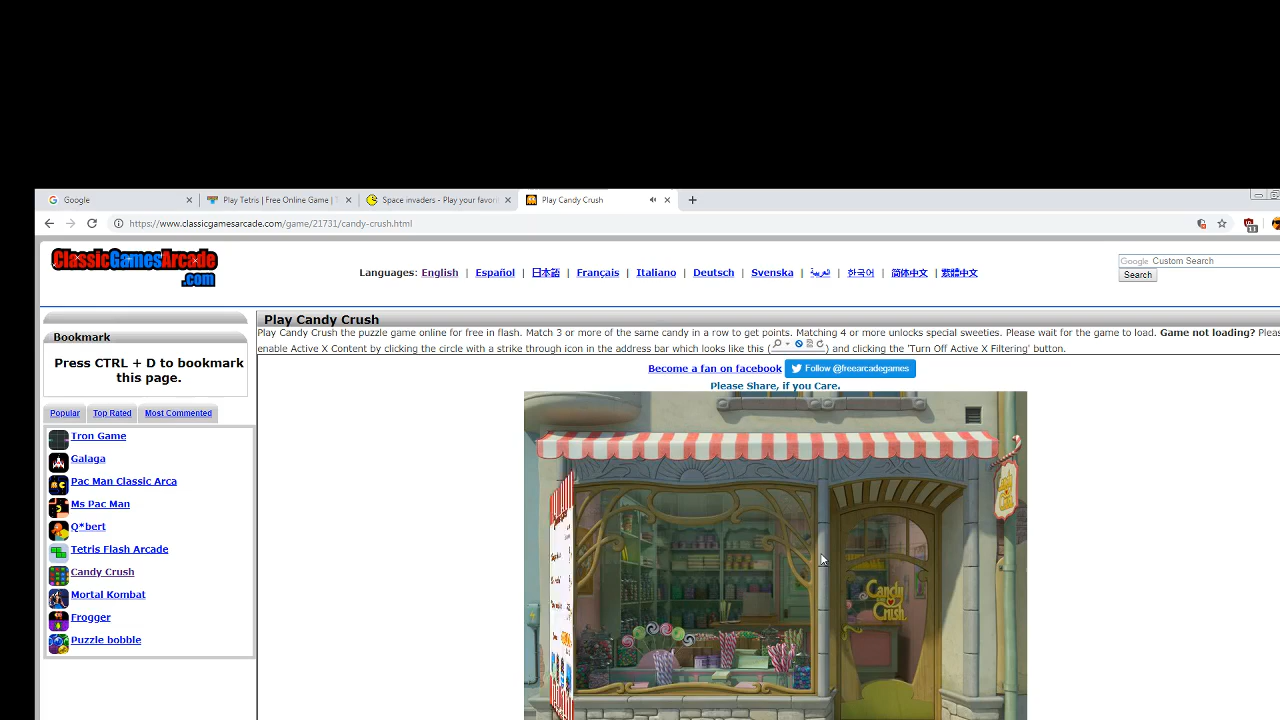 Google
Play Tetris | Free Online Game |
Space invaders - Play your favori
Play Candy Crush
https://www.classicgamesarcade.com/game/21731/candy-crush.html
11
ClassicGamesArcade
.com
Languages: English | Español | 日本語 | Français | Italiano | Deutsch | Svenska | العربية | 한국어 | 简体中文 | 繁體中文
Google Custom Search
Search
Bookmark
Press CTRL + D to bookmark
this page.
Popular
Top Rated
Most Commented
Tron Game
Galaga
Pac Man Classic Arca
Ms Pac Man
Q*bert
Tetris Flash Arcade
Candy Crush
Mortal Kombat
Frogger
Puzzle bobble
Play Candy Crush
Play Candy Crush the puzzle game online for free in flash. Match 3 or more of the same candy in a row to get points. Matching 4 or more unlocks special sweeties. Please wait for the game to load. Game not loading? Pleas
enable Active X Content by clicking the circle with a strike through icon in the address bar which looks like this ( ) and clicking the 'Turn Off Active X Filtering' button.
Become a fan on facebook
Follow @freearcadegames
Please Share, if you Care.
Candy
Crush